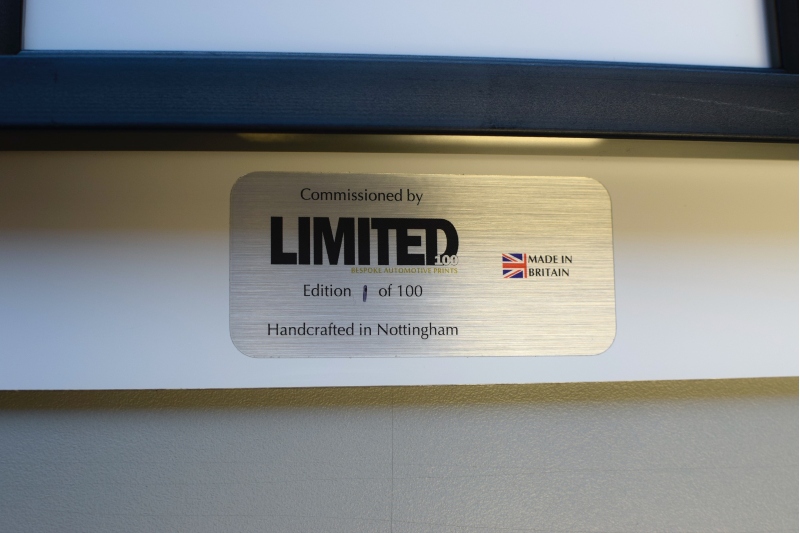 Commissioned by
LIMITED
100
BESPOKE AUTOMOTIVE PRINTS
Edition 1 of 100
Handcrafted in Nottingham
MADE IN
BRITAIN